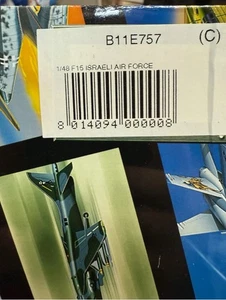 B11E757 (C)
1/48 F15 ISRAELI AIR FORCE
8 014094 000008